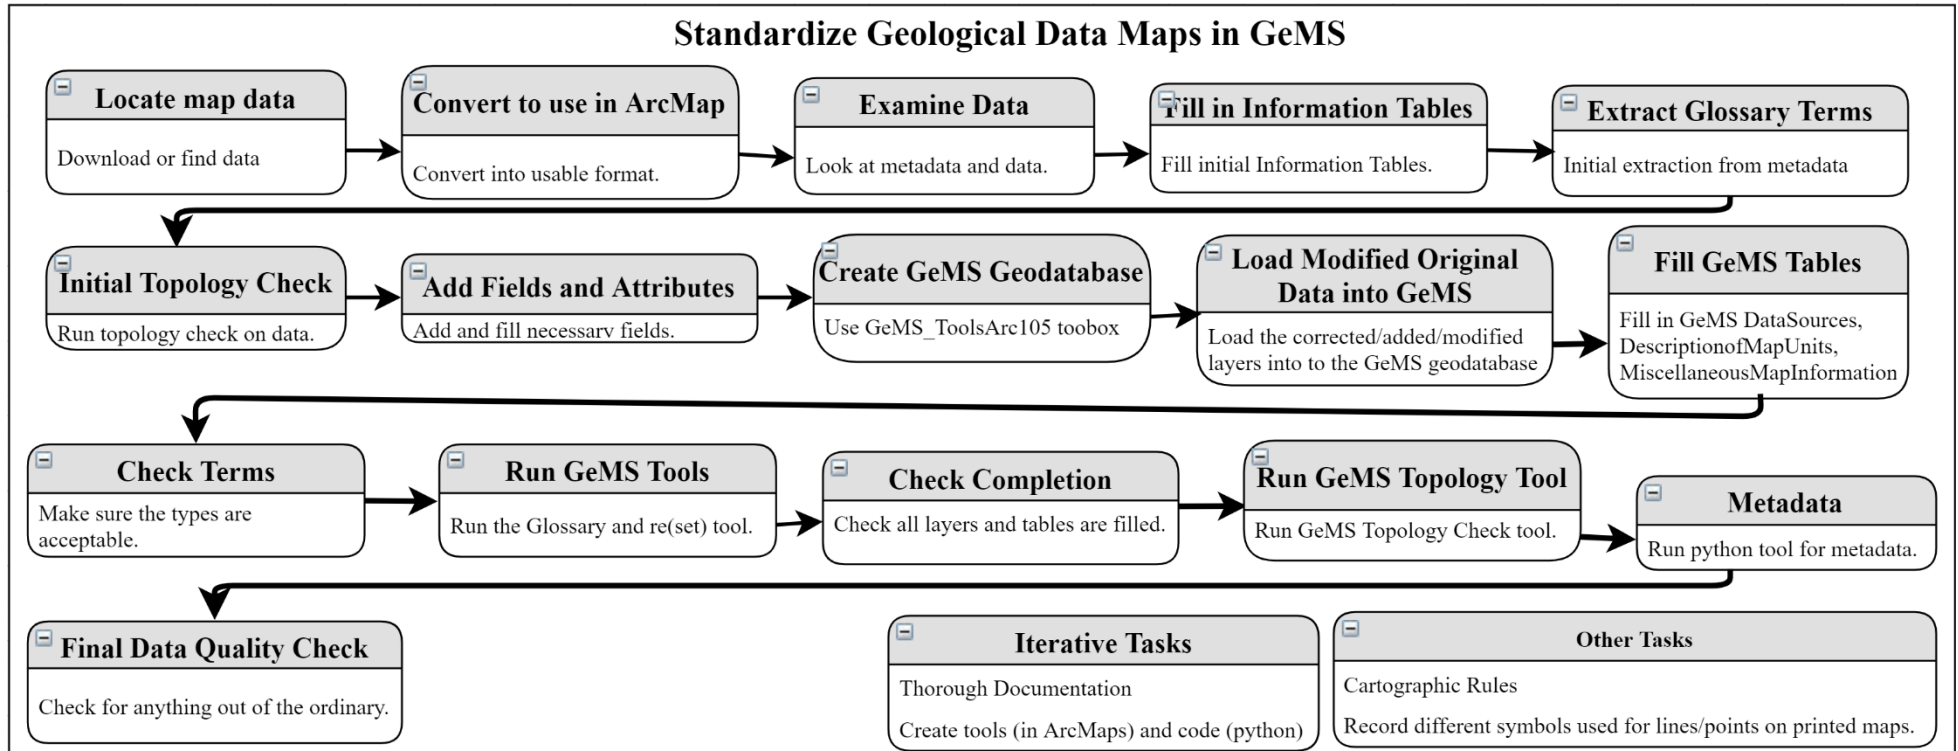 Standardize Geological Data Maps in GeMS
Locate map data
Download or find data
Convert to use in ArcMap
Convert into usable format.
Examine Data
Look at metadata and data.
Fill in Information Tables
Fill initial Information Tables.
Extract Glossary Terms
Initial extraction from metadata
Initial Topology Check
Run topology check on data.
Add Fields and Attributes
Add and fill necessary fields.
Create GeMS Geodatabase
Use GeMS_ToolsArc105 toobox
Load Modified Original
Data into GeMS
Load the corrected/added/modified
layers into to the GeMS geodatabase
Fill GeMS Tables
Fill in GeMS DataSources,
DescriptionofMapUnits,
MiscellaneousMapInformation
Check Terms
Make sure the types are
acceptable.
Run GeMS Tools
Run the Glossary and re(set) tool.
Check Completion
Check all layers and tables are filled.
Run GeMS Topology Tool
Run GeMS Topology Check tool.
Metadata
Run python tool for metadata.
Final Data Quality Check
Check for anything out of the ordinary.
Iterative Tasks
Thorough Documentation
Create tools (in ArcMaps) and code (python)
Other Tasks
Cartographic Rules
Record different symbols used for lines/points on printed maps.